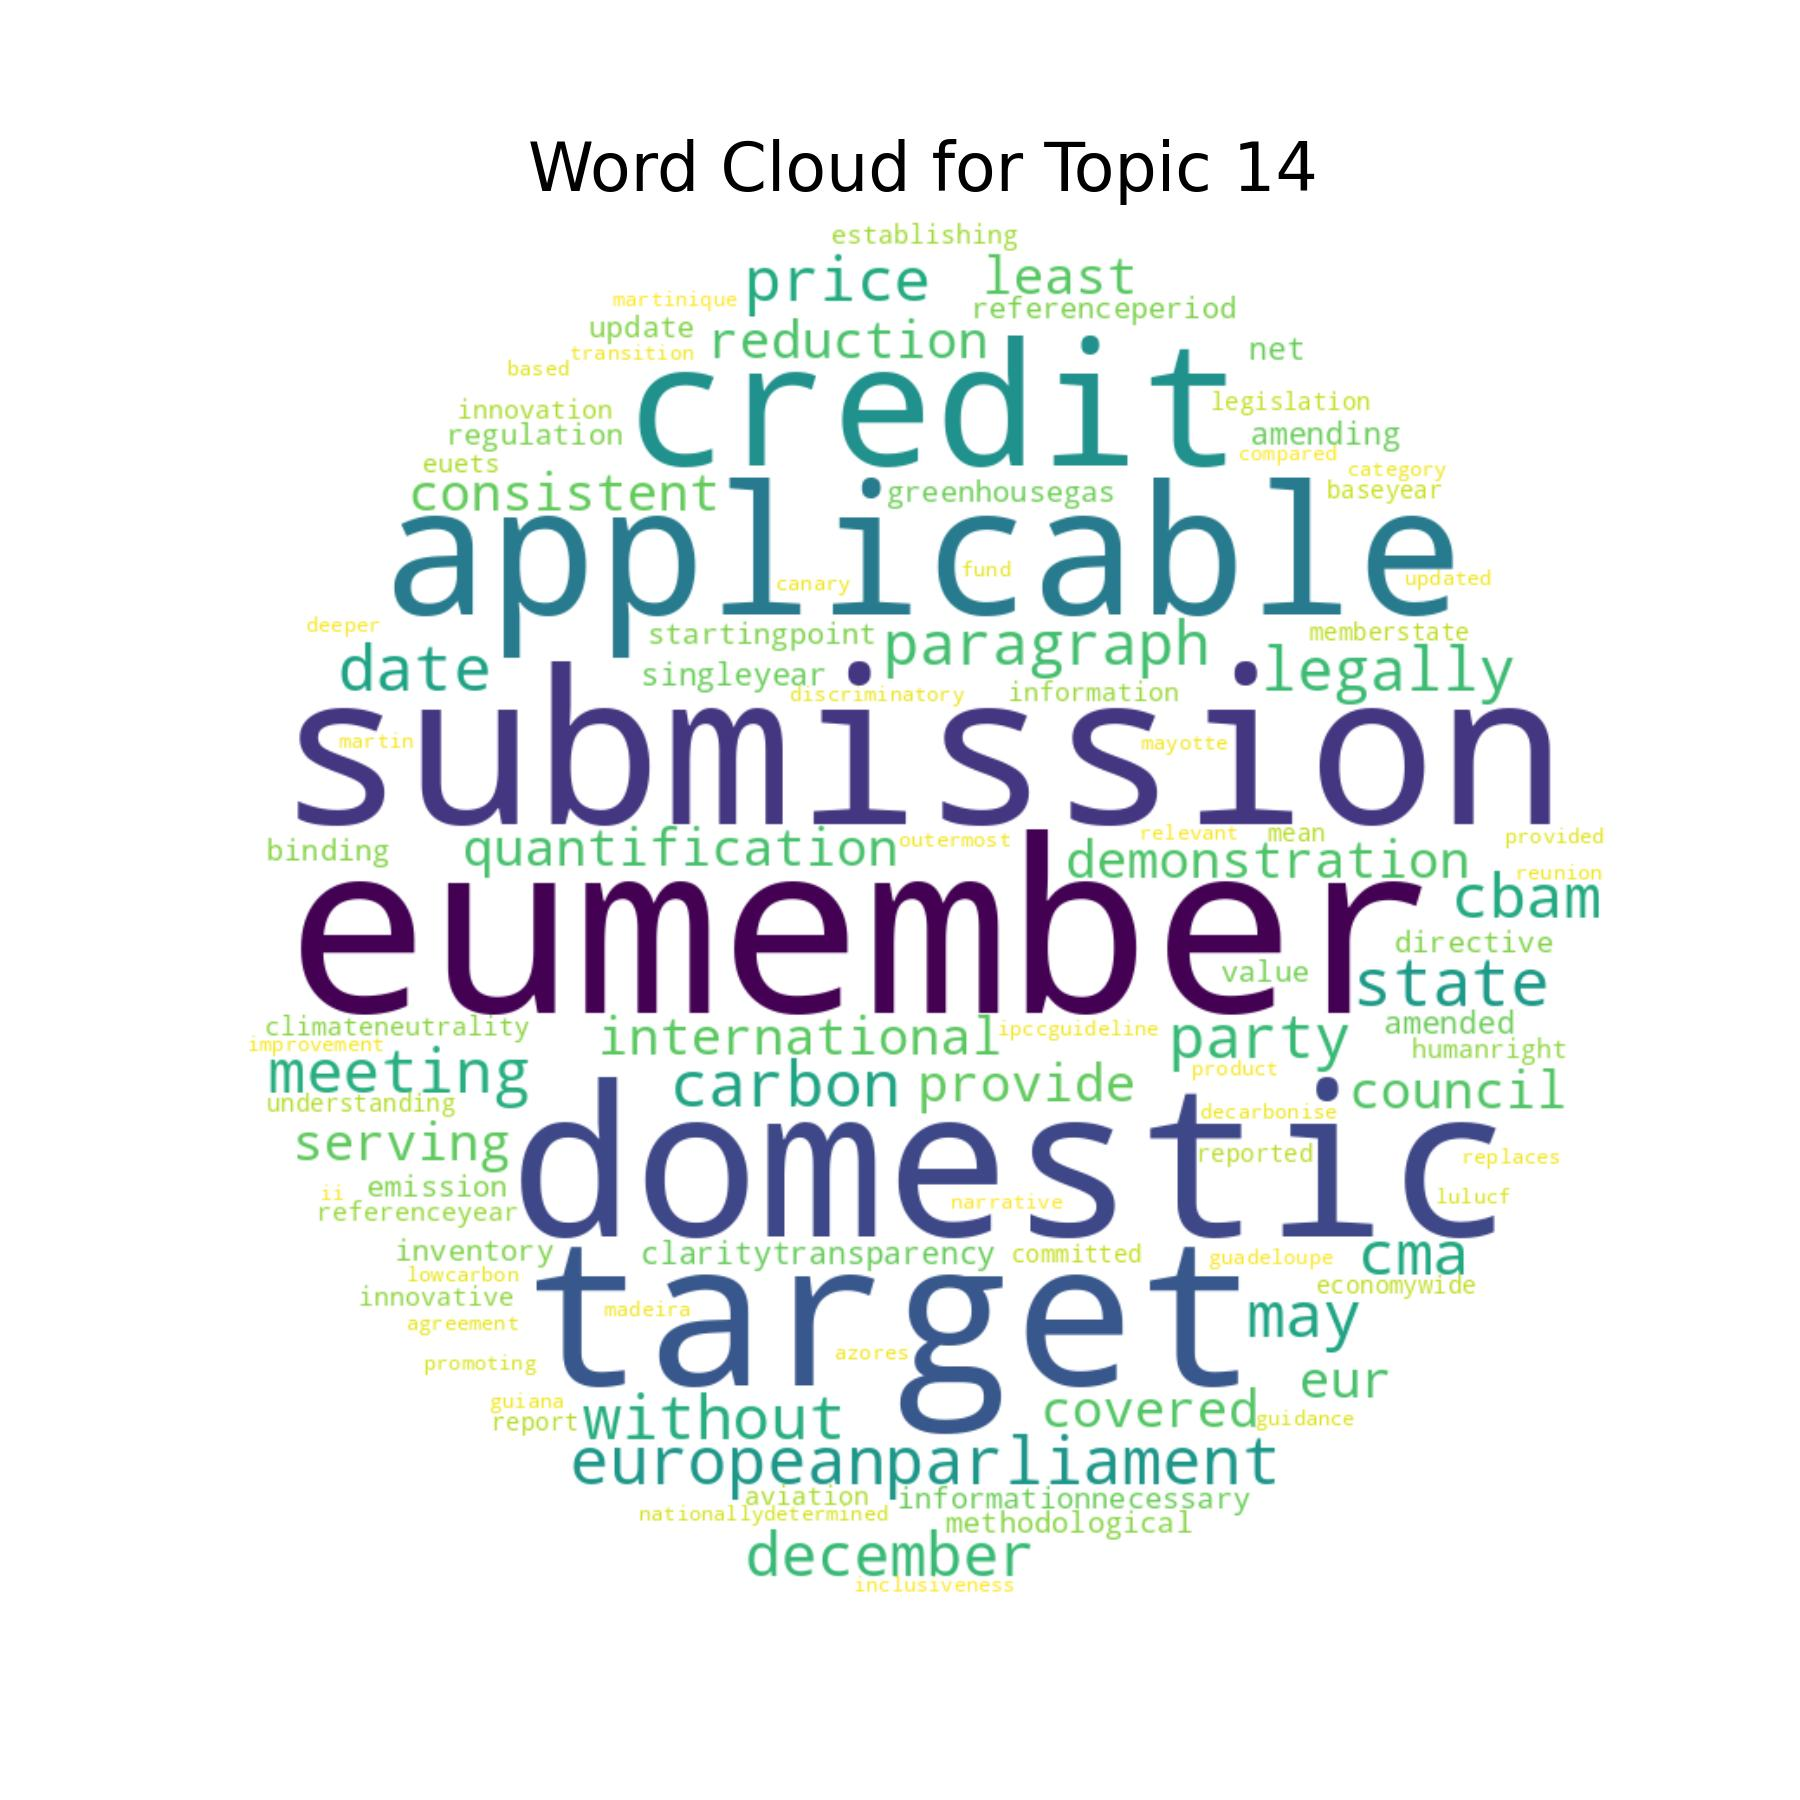 Word Cloud for Topic 14
establishing
price least
martinique referenceperiod
update reduction net
transition
based credit
innovation legislation
regulation amending
compared
euets category
consistent greenhousegas baseyear
applicable
canary fund updated
deeper startingpoint paragraph memberstate
date singleyear legally
discriminatory information
submission
martin mayotte
binding quantification outermost relevant mean provided
demonstration reunion
eumember cbam
directive
value state
climateneutrality international ipccguideline party amended
improvement humanright
meeting carbon provide product council
understanding decarbonise
serving domestic reported replaces
ii emission narrative lulucf
referenceyear
inventory claritytransparency committed guadeloupe cma
lowcarbon economywide
innovative target madeira may
agreement
promoting azores eur
guiana
report without covered guidance
europeanparliament
aviation informationnecessary
nationallydetermined methodological
december
inclusiveness